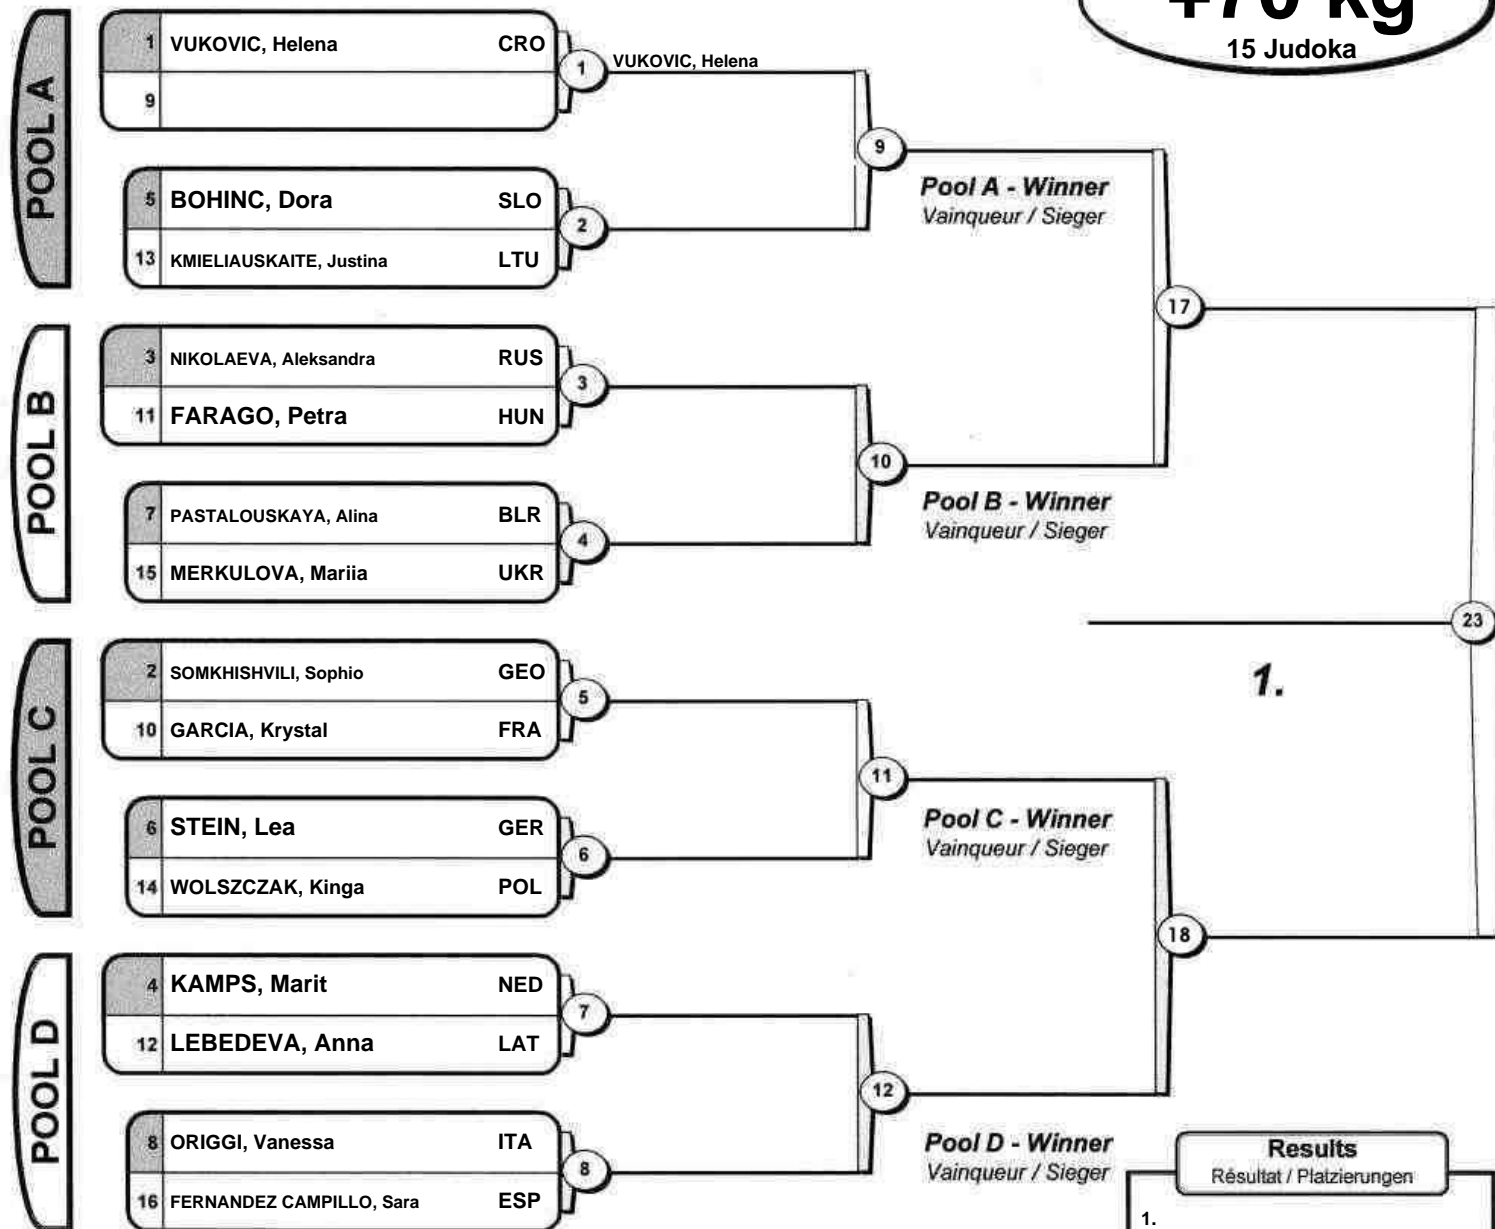 +70 kg
15 Judoka
POOL A
1 VUKOVIC, Helena CRO
9
1 VUKOVIC, Helena
5 BOHINC, Dora SLO
13 KMIELIAUSKAITE, Justina LTU
2
9
Pool A - Winner
Vainqueur / Sieger
17
POOL B
3 NIKOLAEVA, Aleksandra RUS
11 FARAGO, Petra HUN
3
7 PASTALOUSKAYA, Alina BLR
15 MERKULOVA, Mariia UKR
4
10
Pool B - Winner
Vainqueur / Sieger
23
1.
POOL C
2 SOMKHISHVILI, Sophio GEO
10 GARCIA, Krystal FRA
5
6 STEIN, Lea GER
14 WOLSZCZAK, Kinga POL
6
11
Pool C - Winner
Vainqueur / Sieger
18
POOL D
4 KAMPS, Marit NED
12 LEBEDEVA, Anna LAT
7
8 ORIGGI, Vanessa ITA
16 FERNANDEZ CAMPILLO, Sara ESP
8
12
Pool D - Winner
Vainqueur / Sieger
Results
Résultat / Platzierungen
1.